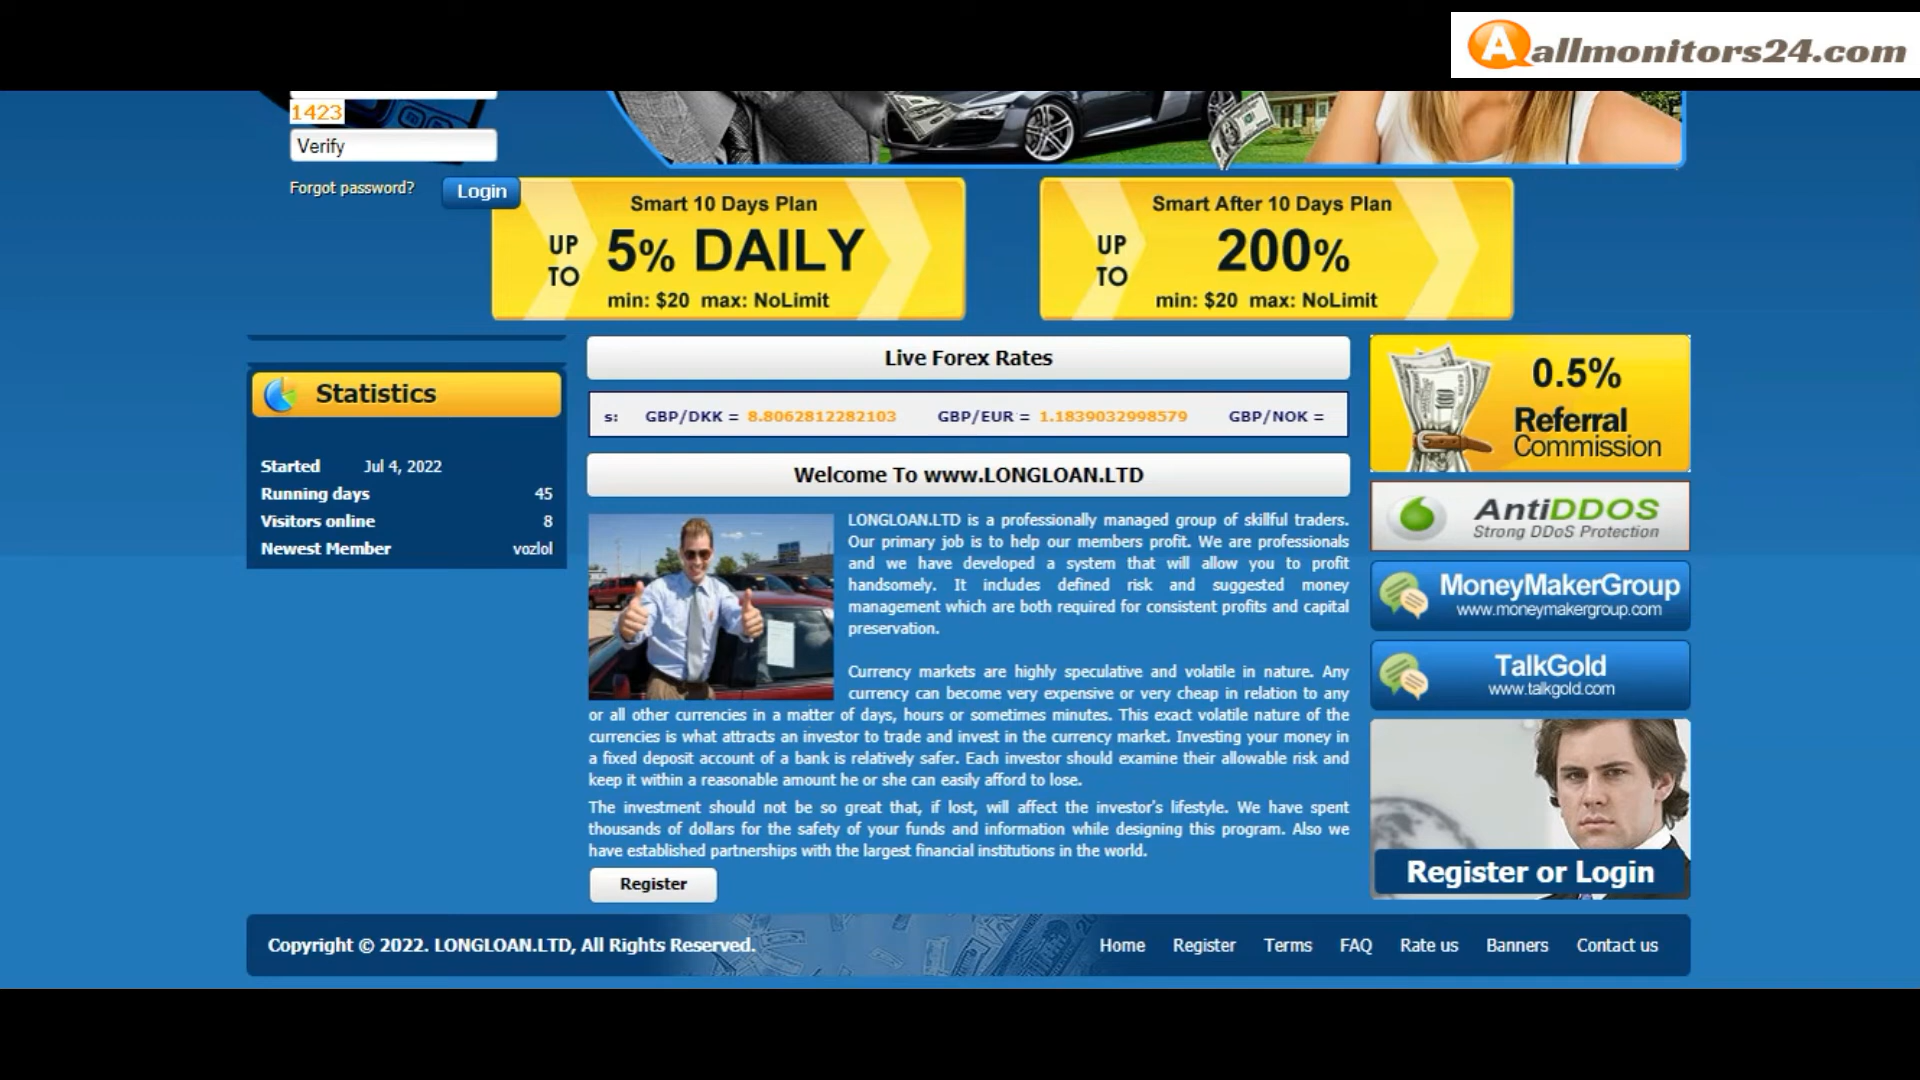 allmonitors24.com
1423
Verify
Forgot password?
Login
Smart 10 Days Plan
UP TO
5% DAILY
min: $20 max: NoLimit
Smart After 10 Days Plan
UP TO
200%
min: $20 max: NoLimit
Statistics
Started Jul 4, 2022
Running days 45
Visitors online 8
Newest Member vozlol
Live Forex Rates
s: GBP/DKK = 8.8062812282103 GBP/EUR = 1.1839032998579 GBP/NOK =
Welcome To www.LONGLOAN.LTD
LONGLOAN.LTD is a professionally managed group of skillful traders.
Our primary job is to help our members profit. We are professionals
and we have developed a system that will allow you to profit
handsomely. It includes defined risk and suggested money
management which are both required for consistent profits and capital
preservation.
Currency markets are highly speculative and volatile in nature. Any
currency can become very expensive or very cheap in relation to any
or all other currencies in a matter of days, hours or sometimes minutes. This exact volatile nature of the
currencies is what attracts an investor to trade and invest in the currency market. Investing your money in
a fixed deposit account of a bank is relatively safer. Each investor should examine their allowable risk and
keep it within a reasonable amount he or she can easily afford to lose.
The investment should not be so great that, if lost, will affect the investor's lifestyle. We have spent
thousands of dollars for the safety of your funds and information while designing this program. Also we
have established partnerships with the largest financial institutions in the world.
Register
0.5%
Referral
Commission
AntiDDOS
Strong DDoS Protection
MoneyMakerGroup
www.moneymakergroup.com
TalkGold
www.talkgold.com
Register or Login
Copyright © 2022. LONGLOAN.LTD, All Rights Reserved.
Home Register Terms FAQ Rate us Banners Contact us